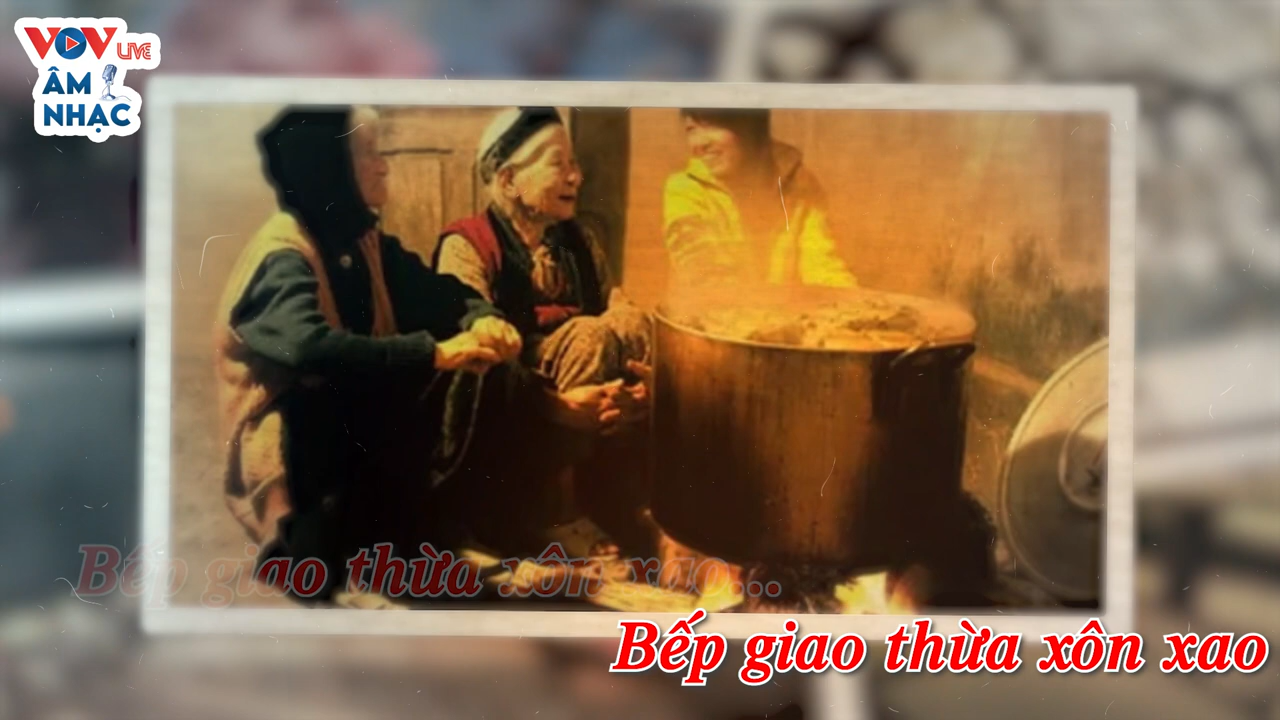 VOV LIVE
ÂM
NHẠC
Bếp giao thừa xôn xao...
Bếp giao thừa xôn xao